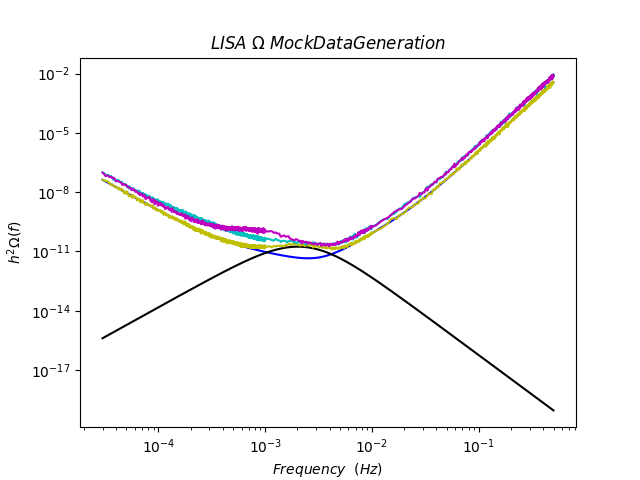 LISA Ω MockDataGeneration
10⁻²
10⁻⁵
10⁻⁸
10⁻¹¹
10⁻¹⁴
10⁻¹⁷
h²Ω(f)
10⁻⁴ 10⁻³ 10⁻² 10⁻¹
Frequency (Hz)